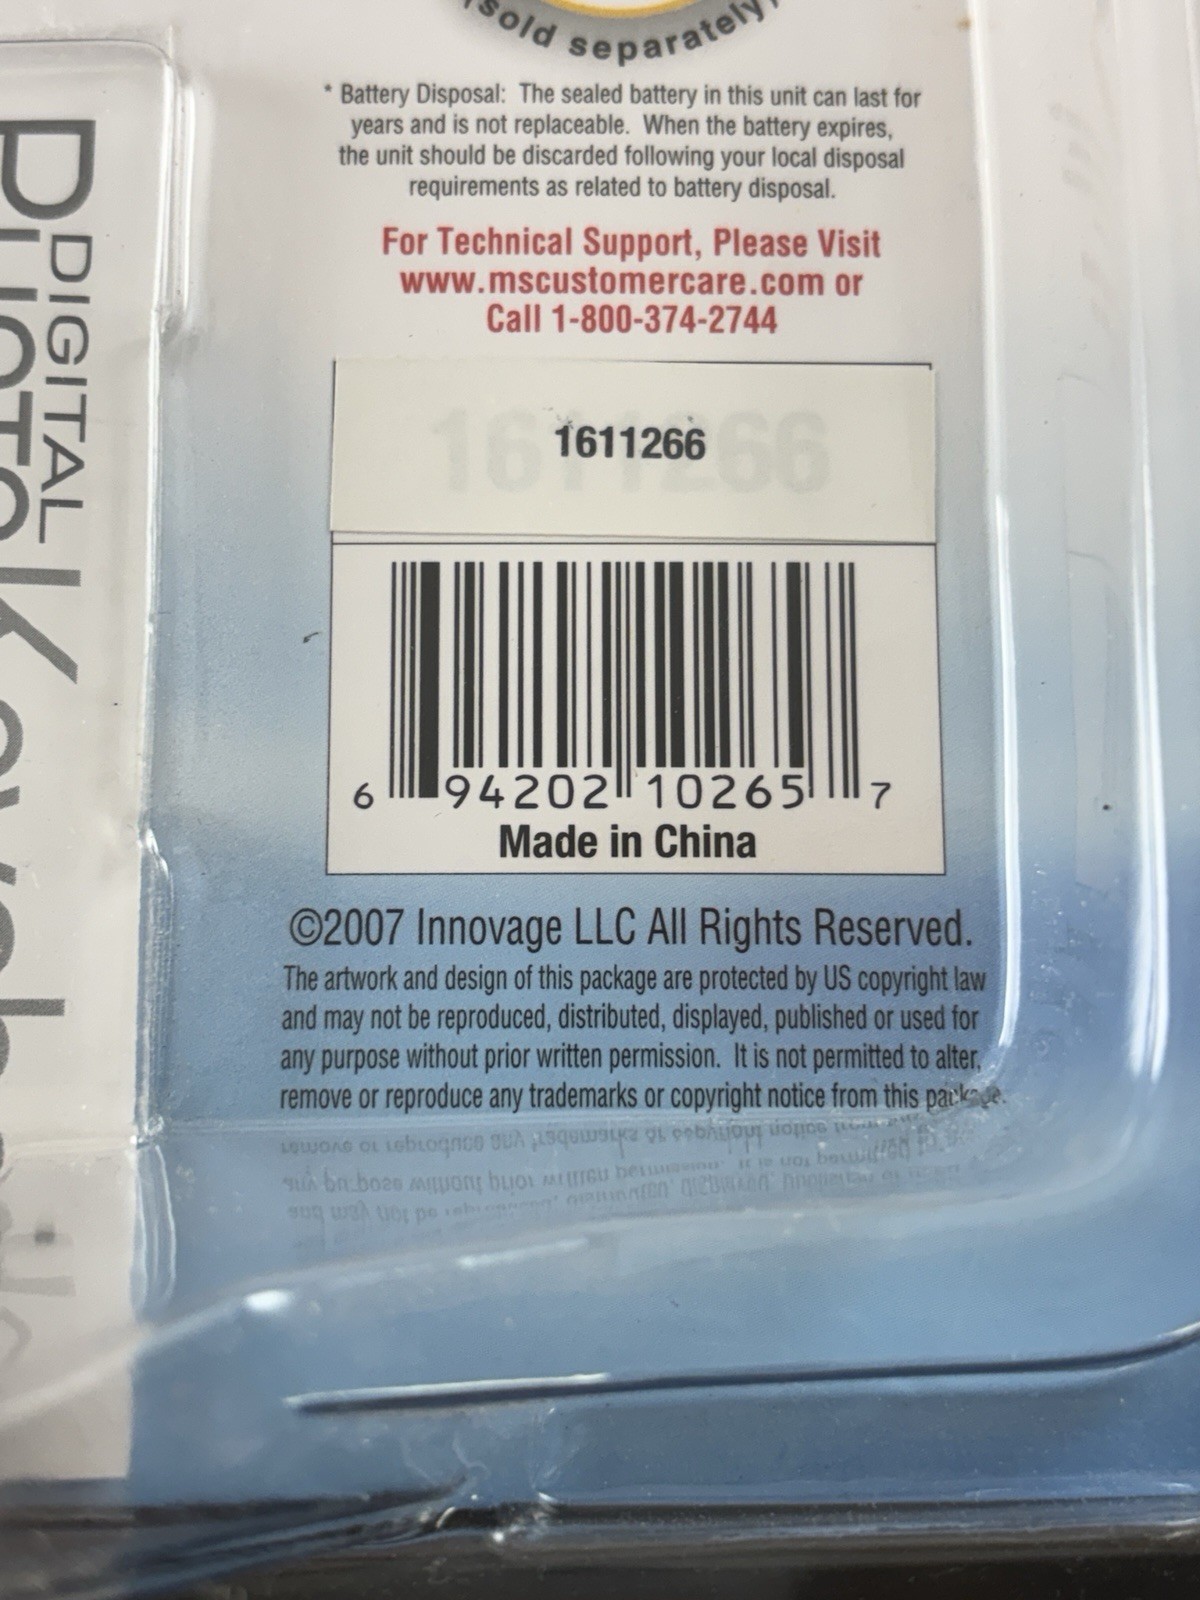 (sold separately)
* Battery Disposal: The sealed battery in this unit can last for
years and is not replaceable. When the battery expires,
the unit should be discarded following your local disposal
requirements as related to battery disposal.
For Technical Support, Please Visit
www.mscustomercare.com or
Call 1-800-374-2744
1611266
6 94202 10265 7
Made in China
©2007 Innovage LLC All Rights Reserved.
The artwork and design of this package are protected by US copyright law
and may not be reproduced, distributed, displayed, published or used for
any purpose without prior written permission. It is not permitted to alter,
remove or reproduce any trademarks or copyright notice from this package.
DIGITAL